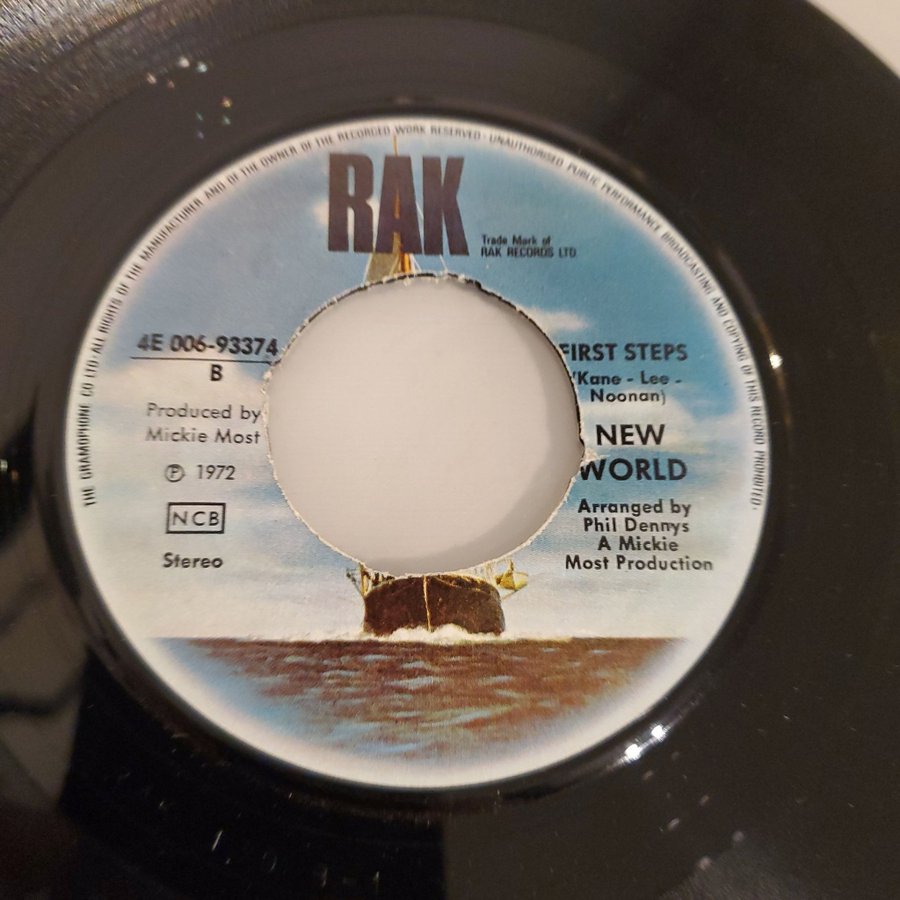 THE GRAMOPHONE CO LTD·ALL RIGHTS OF THE MANUFACTURER AND OF THE OWNER OF THE RECORDED WORK RESERVED·UNAUTHORISED PUBLIC PERFORMANCE BROADCASTING AND COPYING OF THIS RECORD PROHIBITED·
RAK
Trade Mark of
RAK RECORDS LTD
4E 006-93374
B
Produced by
Mickie Most
Ⓟ 1972
NCB
Stereo
FIRST STEPS
(Kane - Lee -
Noonan)
NEW
WORLD
Arranged by
Phil Dennys
A Mickie
Most Production